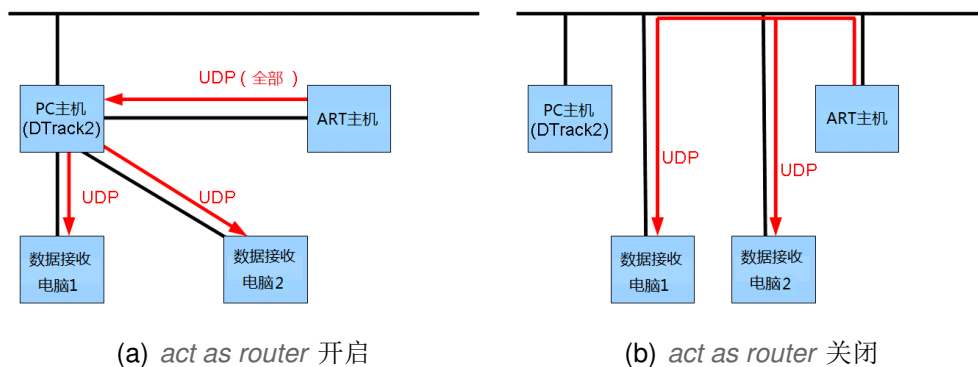 UDP ( 全部 )
PC主机
(DTrack2)
ART主机
UDP
UDP
数据接收
电脑1
数据接收
电脑2
(a) act as router 开启
PC主机
(DTrack2)
ART主机
UDP
UDP
数据接收
电脑1
数据接收
电脑2
(b) act as router 关闭